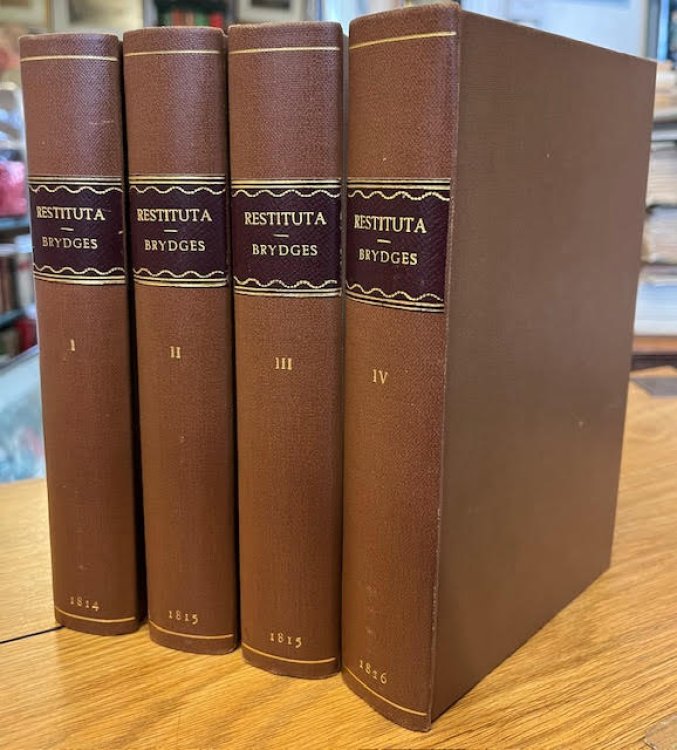 RESTITUTA
BRYDGES
I
1814
RESTITUTA
BRYDGES
II
1815
RESTITUTA
BRYDGES
III
1815
RESTITUTA
BRYDGES
IV
1816